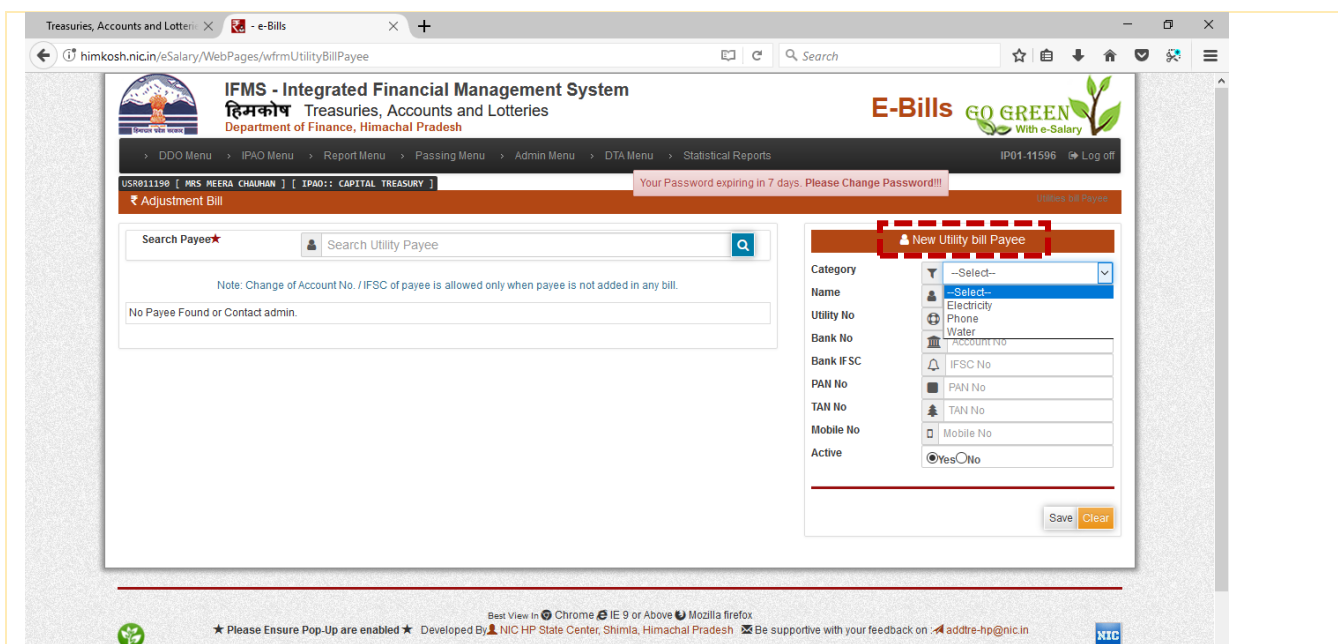 Treasuries, Accounts and Lotterie
- e-Bills
himkosh.nic.in/eSalary/WebPages/wfrmUtilityBillPayee
Search
IFMS - Integrated Financial Management System
हिमकोष Treasuries, Accounts and Lotteries
Department of Finance, Himachal Pradesh
हिमाचल प्रदेश सरकार
E-Bills
GO GREEN
With e-Salary
› DDO Menu › IPAO Menu › Report Menu › Passing Menu › Admin Menu › DTA Menu › Statistical Reports
IP01-11596 Log off
USR011190 [ MRS MEERA CHAUHAN ] [ IPAO:: CAPITAL TREASURY ]
Your Password expiring in 7 days. Please Change Password!!!
₹ Adjustment Bill
Utilities bill Payee
Search Payee★
Search Utility Payee
Note: Change of Account No. / IFSC of payee is allowed only when payee is not added in any bill.
No Payee Found or Contact admin.
New Utility bill Payee
Category
--Select--
--Select--
Electricity
Phone
Water
Name
Utility No
Bank No
Account No
Bank IFSC
IFSC No
PAN No
PAN No
TAN No
TAN No
Mobile No
Mobile No
Active
Yes No
Save Clear
Best View In Chrome IE 9 or Above Mozilla firefox
★ Please Ensure Pop-Up are enabled ★ Developed By NIC HP State Center, Shimla, Himachal Pradesh Be supportive with your feedback on : addtre-hp@nic.in
NIC